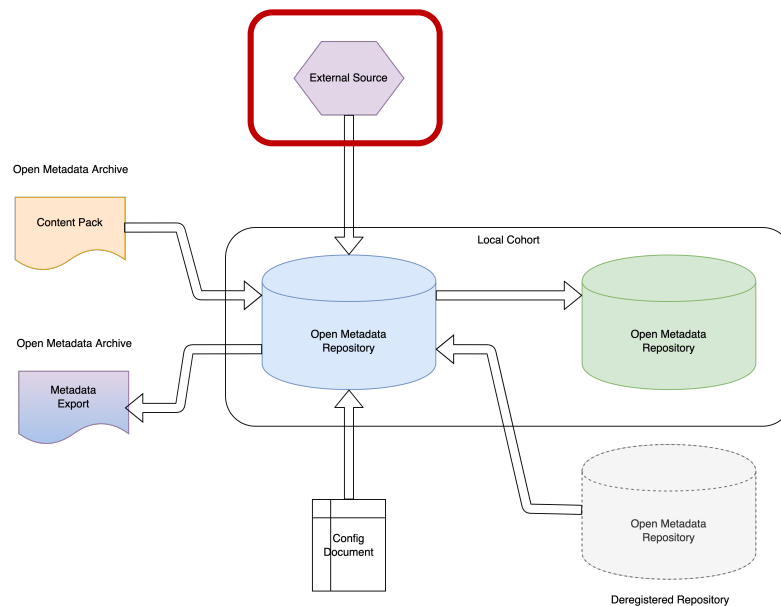 External Source
Open Metadata Archive
Content Pack
Local Cohort
Open Metadata
Repository
Open Metadata
Repository
Open Metadata Archive
Metadata
Export
Config
Document
Open Metadata
Repository
Deregistered Repository